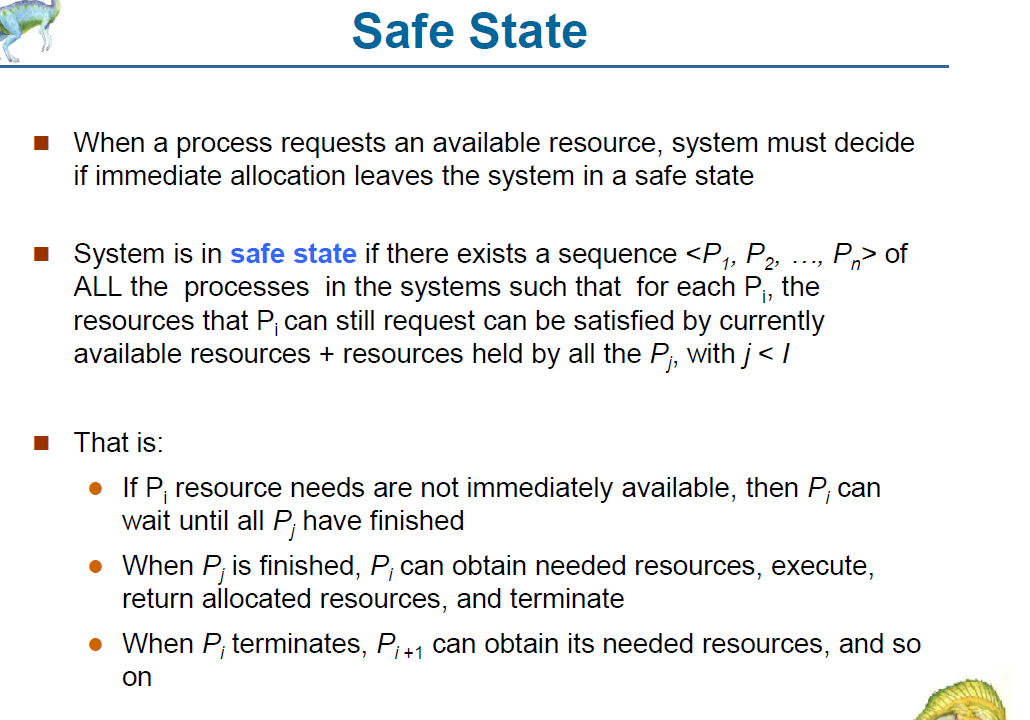 Safe State
When a process requests an available resource, system must decide
if immediate allocation leaves the system in a safe state
System is in safe state if there exists a sequence <P1, P2, …, Pn> of
ALL the processes in the systems such that for each Pi, the
resources that Pi can still request can be satisfied by currently
available resources + resources held by all the Pj, with j < I
That is:
If Pi resource needs are not immediately available, then Pi can
wait until all Pj have finished
When Pj is finished, Pi can obtain needed resources, execute,
return allocated resources, and terminate
When Pi terminates, Pi +1 can obtain its needed resources, and so
on